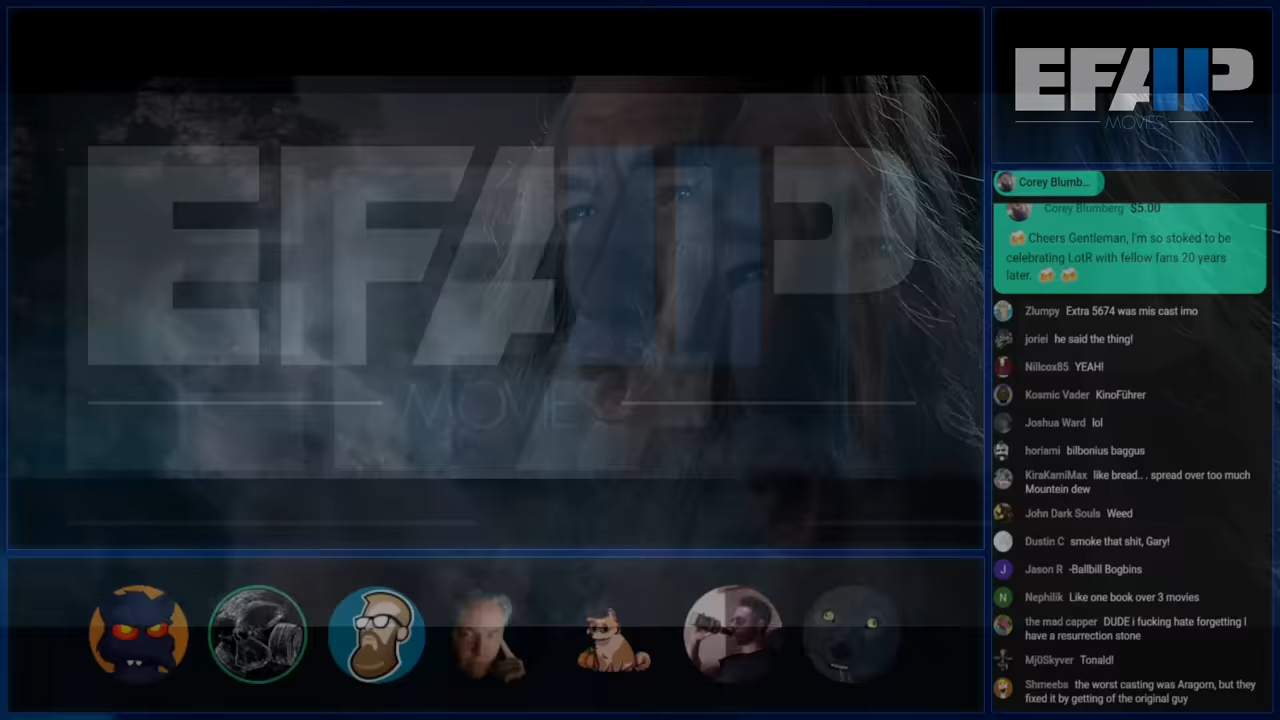 EFAP
MOVIES
EFAP
MOVIES
Corey Blumb...
Corey Blumberg $5.00
Cheers Gentleman, I'm so stoked to be
celebrating LotR with fellow fans 20 years
later.
Zlumpy Extra 5674 was mis cast imo
joriei he said the thing!
Nillcox85 YEAH!
Kosmic Vader KinoFührer
Joshua Ward lol
horiami bilbonius baggus
KiraKamiMax like bread.. . spread over too much
Mountain dew
John Dark Souls Weed
Dustin C smoke that shit, Gary!
J
Jason R -Ballbill Bogbins
N
Nephilik Like one book over 3 movies
the mad capper DUDE i fucking hate forgetting I
have a resurrection stone
Mj0Skyver Tonald!
Shmeeba the worst casting was Aragorn, but they
fixed it by getting of the original guy